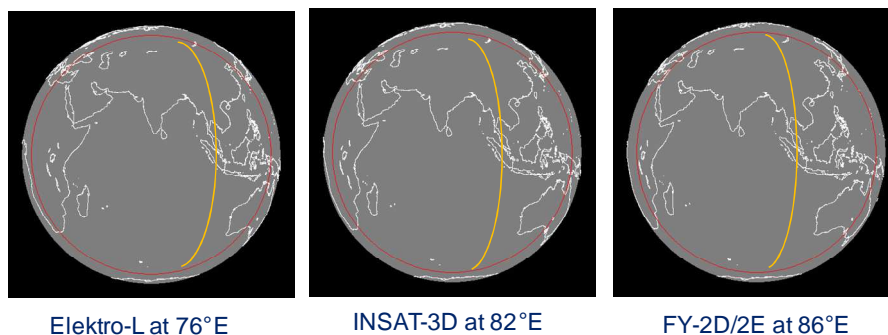 Elektro-L at 76°E
INSAT-3D at 82°E
FY-2D/2E at 86°E